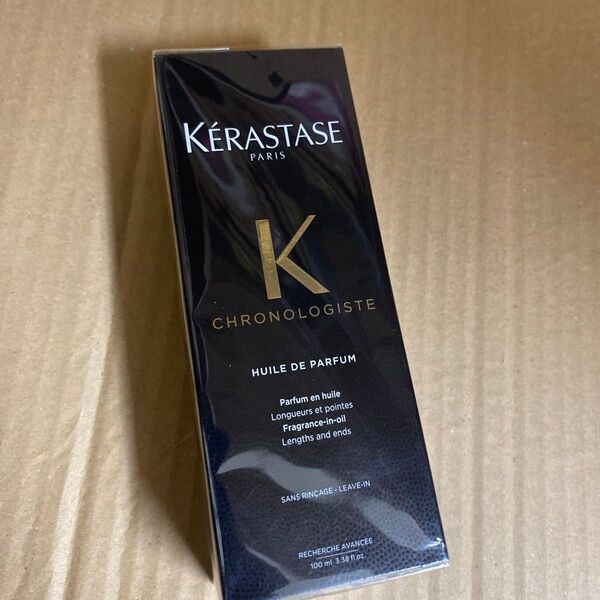 KÉRASTASE
PARIS
K
CHRONOLOGISTE
HUILE DE PARFUM
Parfum en huile
Longueurs et pointes
Fragrance-in-oil
Lengths and ends
SANS RINÇAGE - LEAVE-IN
RECHERCHE AVANCÉE
100 ml 3.38 fl.oz.